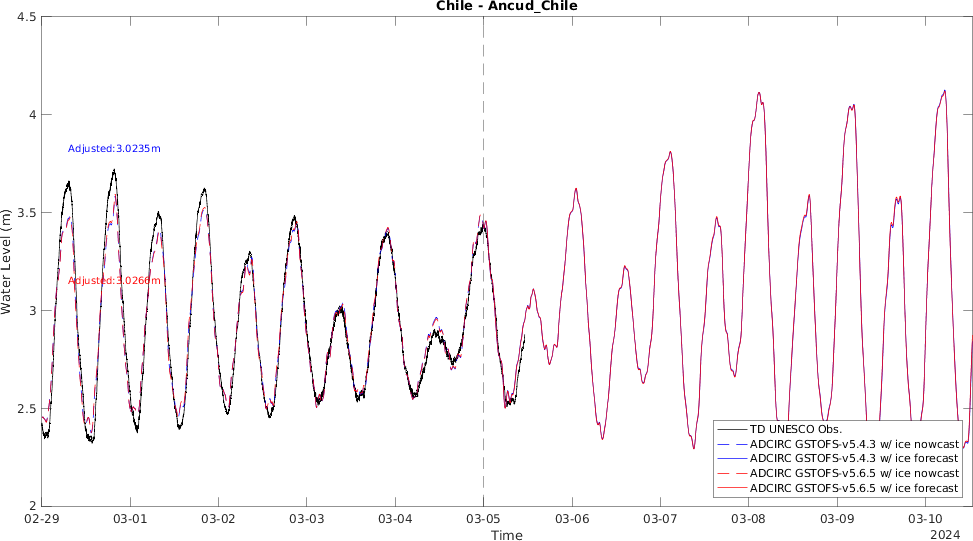 Chile - Ancud_Chile
Water Level (m)
4.5
4
3.5
3
2.5
2
Adjusted:3.0235m
Adjusted:3.0266m
TD UNESCO Obs.
ADCIRC GSTOFS-v5.4.3 w/ ice nowcast
ADCIRC GSTOFS-v5.4.3 w/ ice forecast
ADCIRC GSTOFS-v5.6.5 w/ ice nowcast
ADCIRC GSTOFS-v5.6.5 w/ ice forecast
02-29 03-01 03-02 03-03 03-04 03-05 03-06 03-07 03-08 03-09 03-10
Time
2024